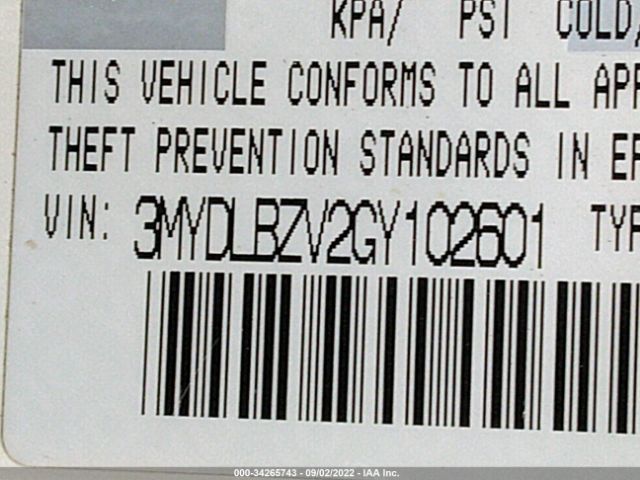 KPA/ PSI COLD,
THIS VEHICLE CONFORMS TO ALL APP
THEFT PREVENTION STANDARDS IN EF
VIN: 3MYDLBZV2GY102601 TYP
000-34265743 - 09/02/2022 - IAA Inc.